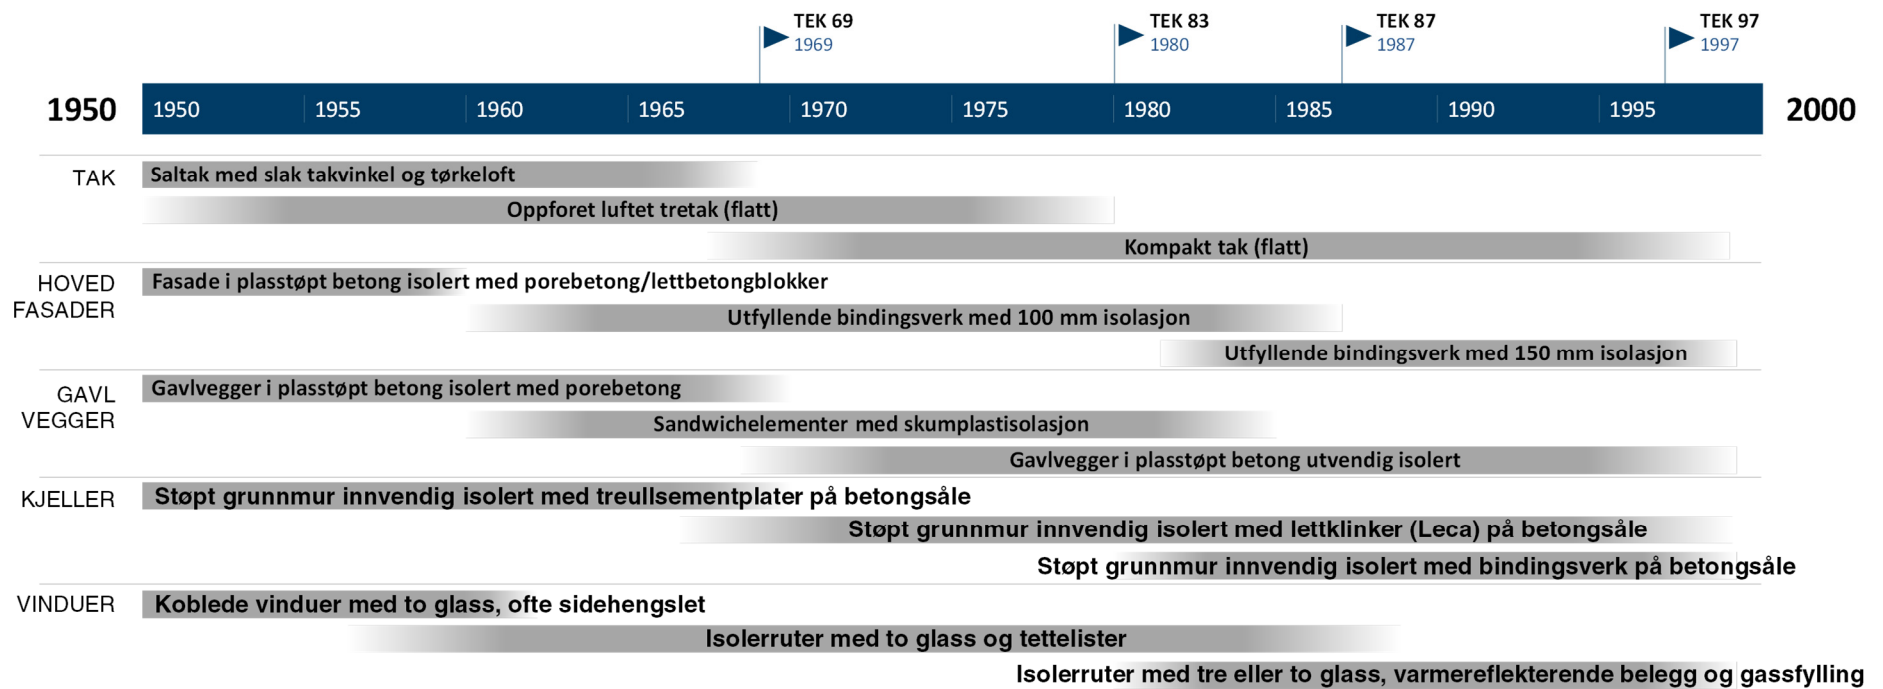 TEK 69
1969
TEK 83
1980
TEK 87
1987
TEK 97
1997
1950
1950 1955 1960 1965 1970 1975 1980 1985 1990 1995
2000
TAK
Saltak med slak takvinkel og tørkeloft
Oppforet luftet tretak (flatt)
Kompakt tak (flatt)
HOVED
FASADER
Fasade i plasstøpt betong isolert med porebetong/lettbetongblokker
Utfyllende bindingsverk med 100 mm isolasjon
Utfyllende bindingsverk med 150 mm isolasjon
GAVL
VEGGER
Gavlvegger i plasstøpt betong isolert med porebetong
Sandwichelementer med skumplastisolasjon
Gavlvegger i plasstøpt betong utvendig isolert
KJELLER
Støpt grunnmur innvendig isolert med treullsementplater på betongsåle
Støpt grunnmur innvendig isolert med lettklinker (Leca) på betongsåle
Støpt grunnmur innvendig isolert med bindingsverk på betongsåle
VINDUER
Koblede vinduer med to glass, ofte sidehengslet
Isolerruter med to glass og tettelister
Isolerruter med tre eller to glass, varmereflekterende belegg og gassfylling